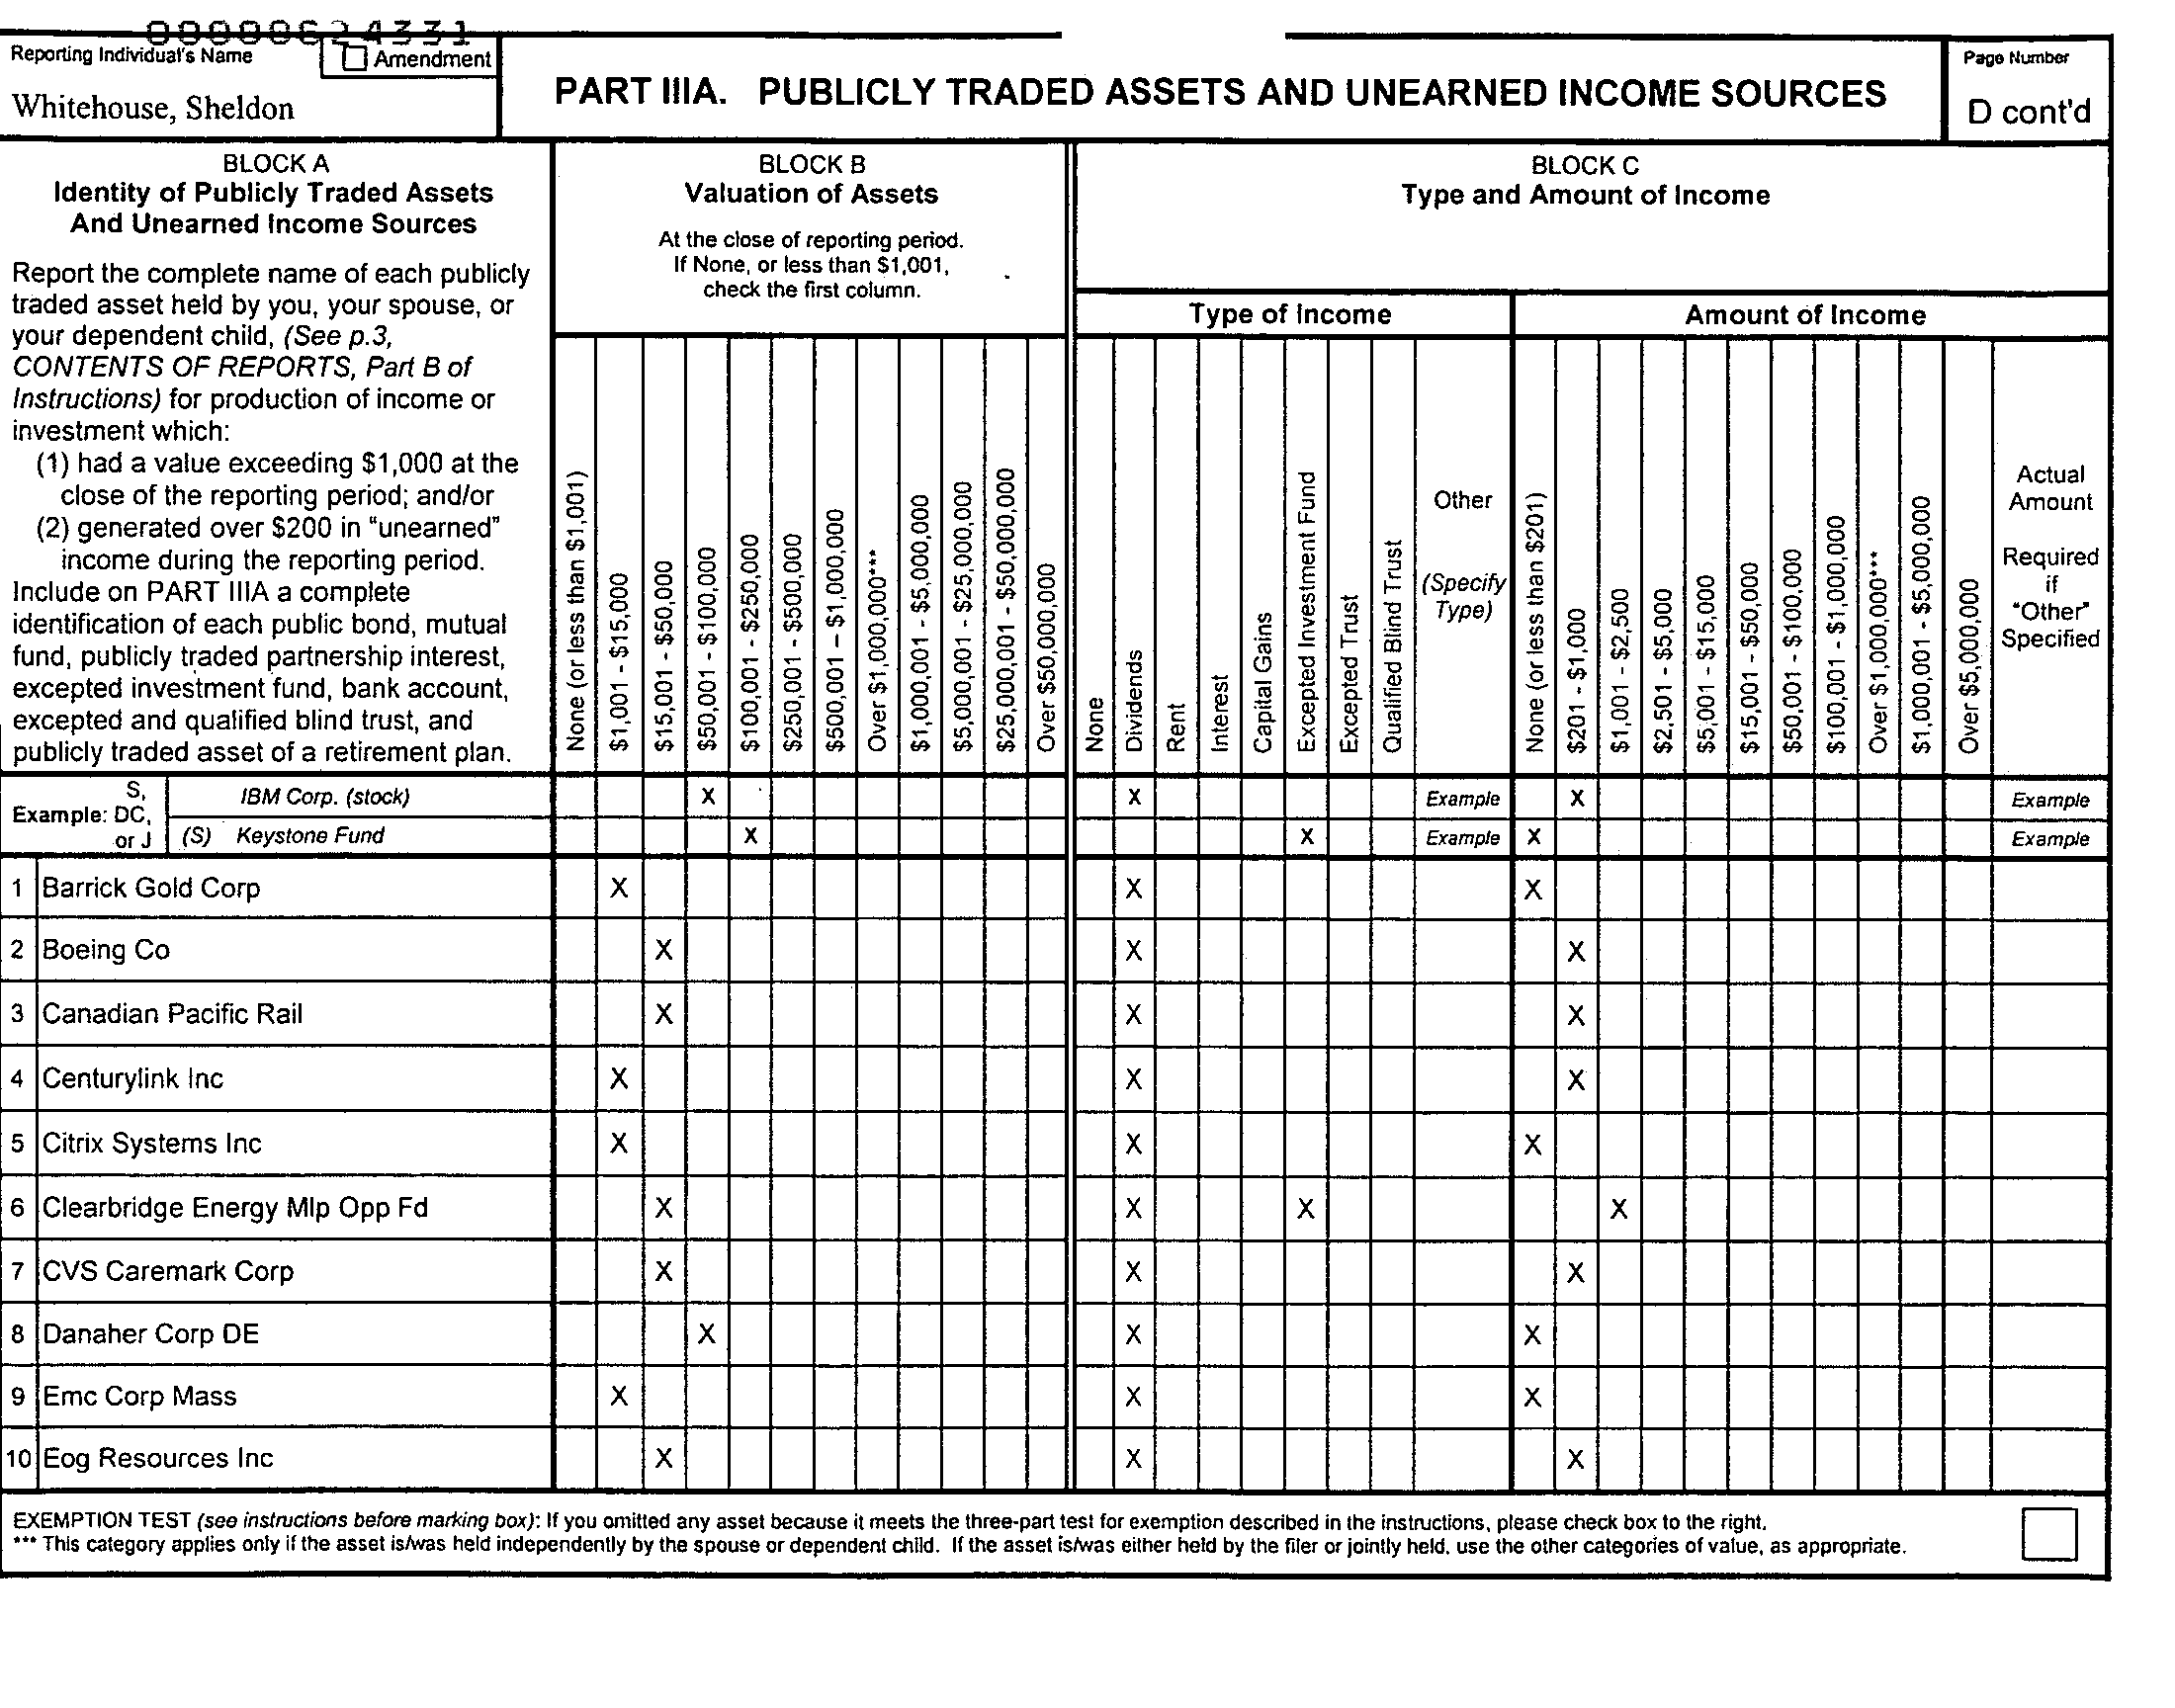 00000624331
Reporting Individual's Name
Amendment
Whitehouse, Sheldon
PART IIIA. PUBLICLY TRADED ASSETS AND UNEARNED INCOME SOURCES
Page Number
D cont'd
BLOCK A
Identity of Publicly Traded Assets
And Unearned Income Sources
Report the complete name of each publicly
traded asset held by you, your spouse, or
your dependent child, (See p.3,
CONTENTS OF REPORTS, Part B of
Instructions) for production of income or
investment which:
(1) had a value exceeding $1,000 at the
close of the reporting period; and/or
(2) generated over $200 in "unearned"
income during the reporting period.
Include on PART IIIA a complete
identification of each public bond, mutual
fund, publicly traded partnership interest,
excepted investment fund, bank account,
excepted and qualified blind trust, and
publicly traded asset of a retirement plan.
BLOCK B
Valuation of Assets
At the close of reporting period.
If None, or less than $1,001,
check the first column.
None (or less than $1,001)
$1,001 - $15,000
$15,001 - $50,000
$50,001 - $100,000
$100,001 - $250,000
$250,001 - $500,000
$500,001 – $1,000,000
Over $1,000,000***
$1,000,001 - $5,000,000
$5,000,001 - $25,000,000
$25,000,001 - $50,000,000
Over $50,000,000
BLOCK C
Type and Amount of Income
Type of Income
None
Dividends
Rent
Interest
Capital Gains
Excepted Investment Fund
Excepted Trust
Qualified Blind Trust
Other
(Specify
Type)
Amount of Income
None (or less than $201)
$201 - $1,000
$1,001 - $2,500
$2,501 - $5,000
$5,001 - $15,000
$15,001 - $50,000
$50,001 - $100,000
$100,001 - $1,000,000
Over $1,000,000***
$1,000,001 - $5,000,000
Over $5,000,000
Actual
Amount
Required
if
"Other"
Specified
Example: S, DC, or J
IBM Corp. (stock) X X Example X Example
(S) Keystone Fund X X Example X Example
1 Barrick Gold Corp X X X
2 Boeing Co X X X
3 Canadian Pacific Rail X X X
4 Centurylink Inc X X X
5 Citrix Systems Inc X X X
6 Clearbridge Energy Mlp Opp Fd X X X X
7 CVS Caremark Corp X X X
8 Danaher Corp DE X X X
9 Emc Corp Mass X X X
10 Eog Resources Inc X X X
EXEMPTION TEST (see instructions before marking box): If you omitted any asset because it meets the three-part test for exemption described in the instructions, please check box to the right.
*** This category applies only if the asset is/was held independently by the spouse or dependent child. If the asset is/was either held by the filer or jointly held, use the other categories of value, as appropriate.